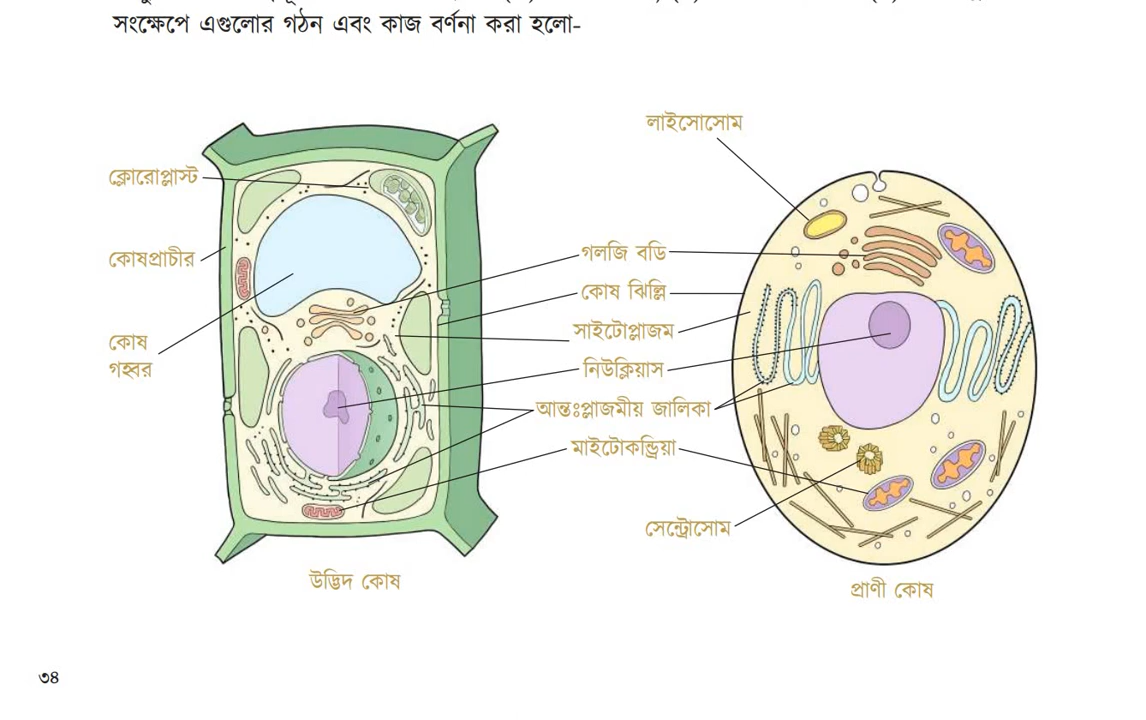 সংক্ষেপে এগুলোর গঠন এবং কাজ বর্ণনা করা হলো-
লাইসোসোম
ক্লোরোপ্লাস্ট
কোষপ্রাচীর
গলজি বডি
কোষ ঝিল্লি
সাইটোপ্লাজম
কোষ
গহ্বর
নিউক্লিয়াস
আন্তঃপ্লাজমীয় জালিকা
মাইটোকন্ড্রিয়া
সেন্ট্রোসোম
উদ্ভিদ কোষ
প্রাণী কোষ
৩৪